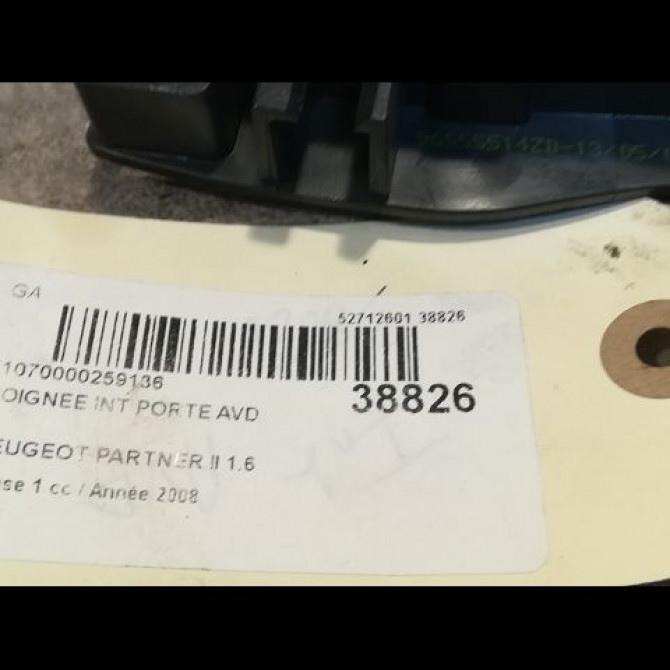 GA
52712601 38826
1070000259136
38826
OIGNEE INT PORTE AVD
EUGEOT PARTNER II 1.6
se 1 cc / Année 2008